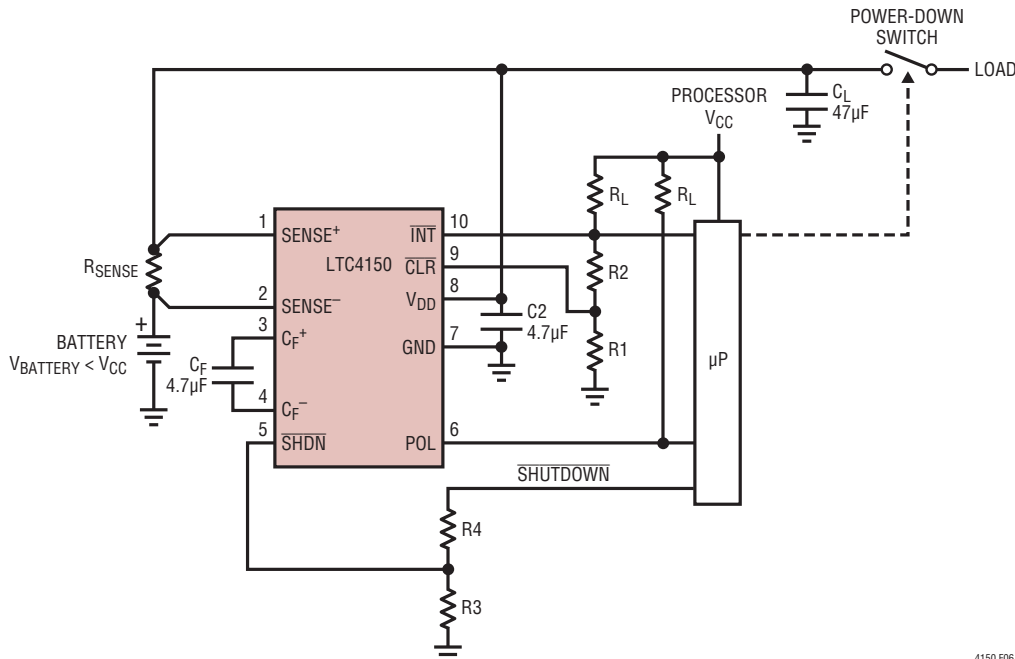 POWER-DOWN
SWITCH
LOAD
PROCESSOR
VCC
CL
47µF
RL
RL
1
SENSE+
INT
10
RSENSE
LTC4150
CLR
9
R2
2
SENSE–
VDD
8
C2
4.7µF
+
BATTERY
VBATTERY < VCC
3
CF+
GND
7
R1
µP
CF
4.7µF
4
CF–
5
SHDN
POL
6
SHUTDOWN
R4
R3
4150 F06